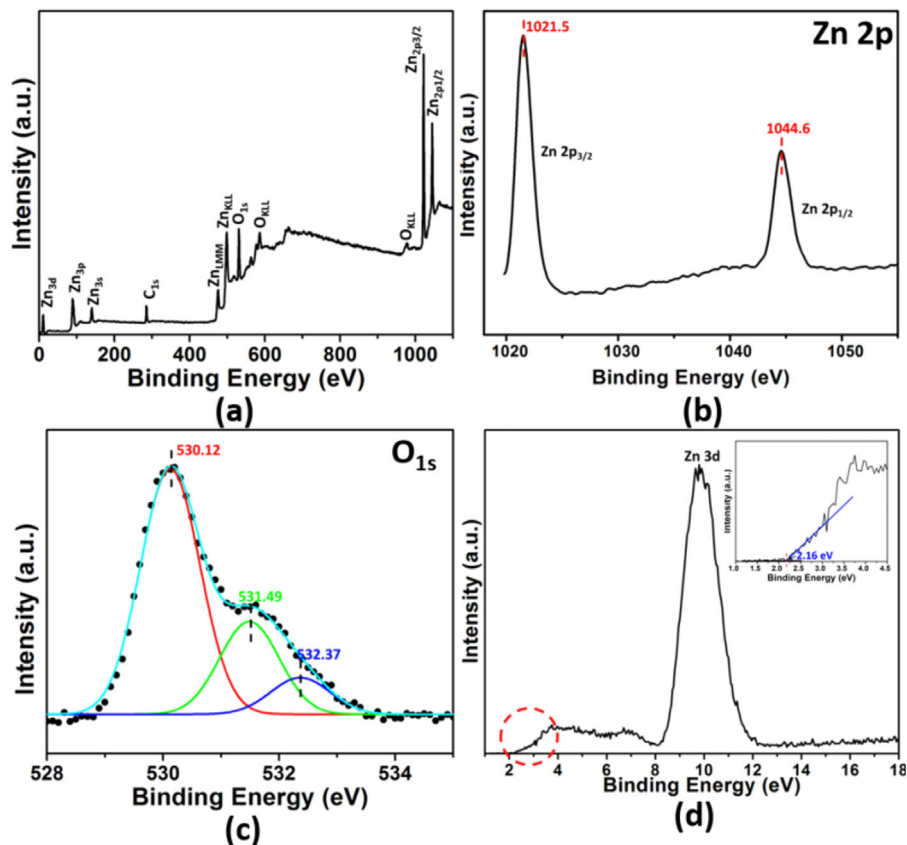 Intensity (a.u.)
Zn3d
Zn3p
Zn3s
C1s
ZnLMM
ZnKLL
O1s
OKLL
OKLL
Zn2p3/2
Zn2p1/2
0 200 400 600 800 1000
Binding Energy (eV)
(a)
Intensity (a.u.)
1021.5
Zn 2p
Zn 2p3/2
1044.6
Zn 2p1/2
1020 1030 1040 1050
Binding Energy (eV)
(b)
Intensity (a.u.)
530.12
O1s
531.49
532.37
528 530 532 534
Binding Energy (eV)
(c)
Intensity (a.u.)
Zn 3d
Intensity (a.u.)
2.16 eV
1.0 1.5 2.0 2.5 3.0 3.5 4.0 4.5
Binding Energy (eV)
2 4 6 8 10 12 14 16 18
Binding Energy (eV)
(d)